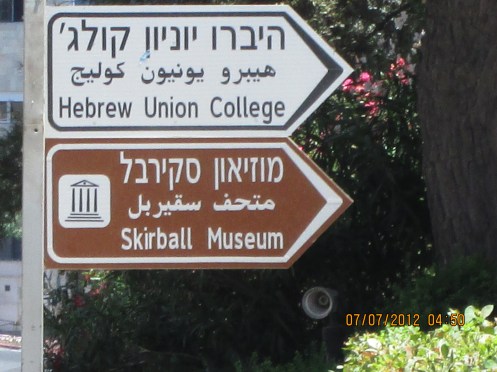 היברו יוניון קולג'
هيبرو يونيون كوليج
Hebrew Union College
מוזיאון סקירבל
متحف سقيربل
Skirball Museum
07/07/2012 04:50